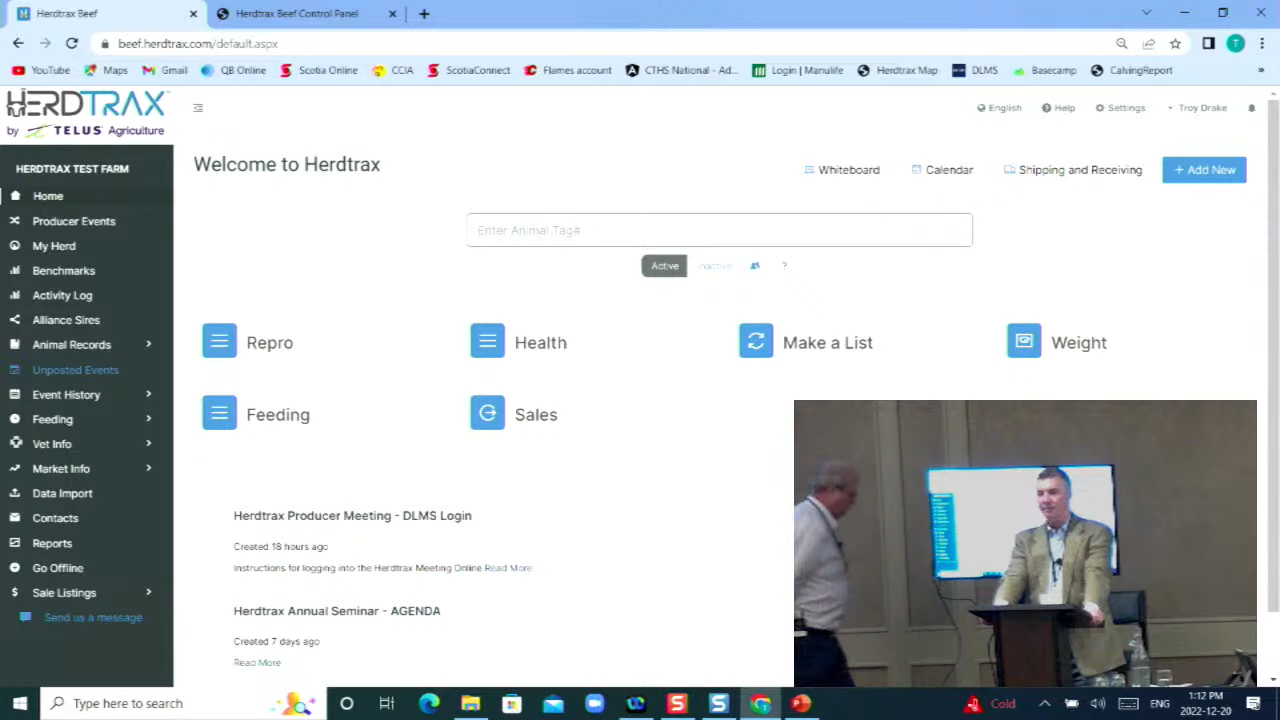 Herdtrax Beef
Herdtrax Beef Control Panel
beef.herdtrax.com/default.aspx
YouTube
Maps
Gmail
QB Online
Scotia Online
CCIA
ScotiaConnect
Flames account
CTHS National - Ad...
Login | Manulife
Herdtrax Map
DLMS
Basecamp
CalvingReport
»
HERDTRAX
by TELUS Agriculture
English
Help
Settings
Troy Drake
HERDTRAX TEST FARM
Home
Producer Events
My Herd
Benchmarks
Activity Log
Alliance Sires
Animal Records
Unposted Events
Event History
Feeding
Vet Info
Market Info
Data Import
Contacts
Reports
Go Offline
Sale Listings
Send us a message
Welcome to Herdtrax
Whiteboard
Calendar
Shipping and Receiving
+ Add New
Enter Animal Tag#
Active
Inactive
?
Repro
Health
Make a List
Weight
Feeding
Sales
Herdtrax Producer Meeting - DLMS Login
Created 18 hours ago
Instructions for logging into the Herdtrax Meeting Online Read More
Herdtrax Annual Seminar - AGENDA
Created 7 days ago
Read More
Type here to search
Cold
ENG
1:12 PM
2022-12-20